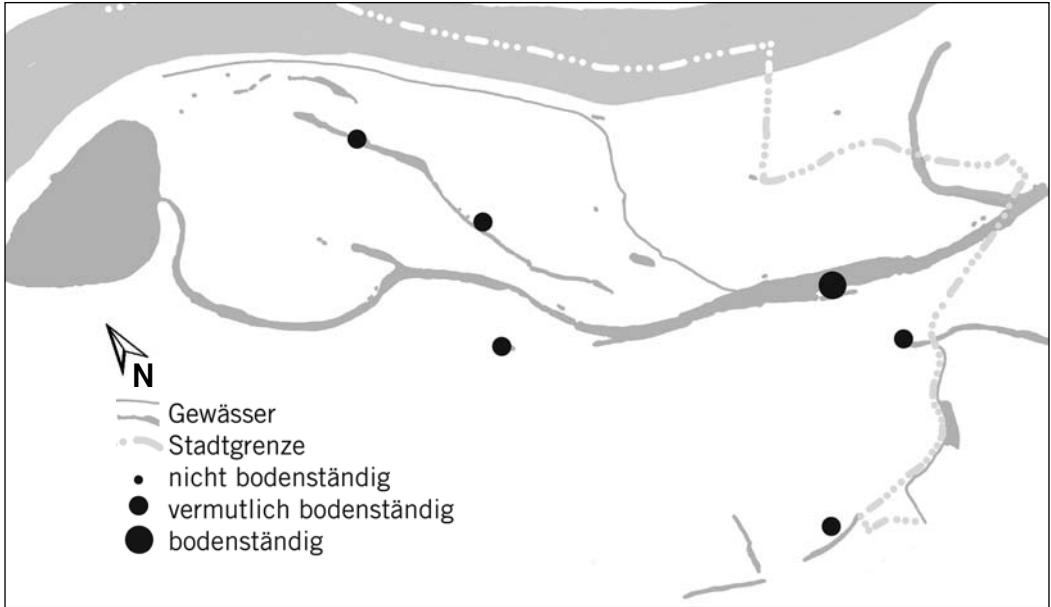 N
Gewässer
Stadtgrenze
nicht bodenständig
vermutlich bodenständig
bodenständig